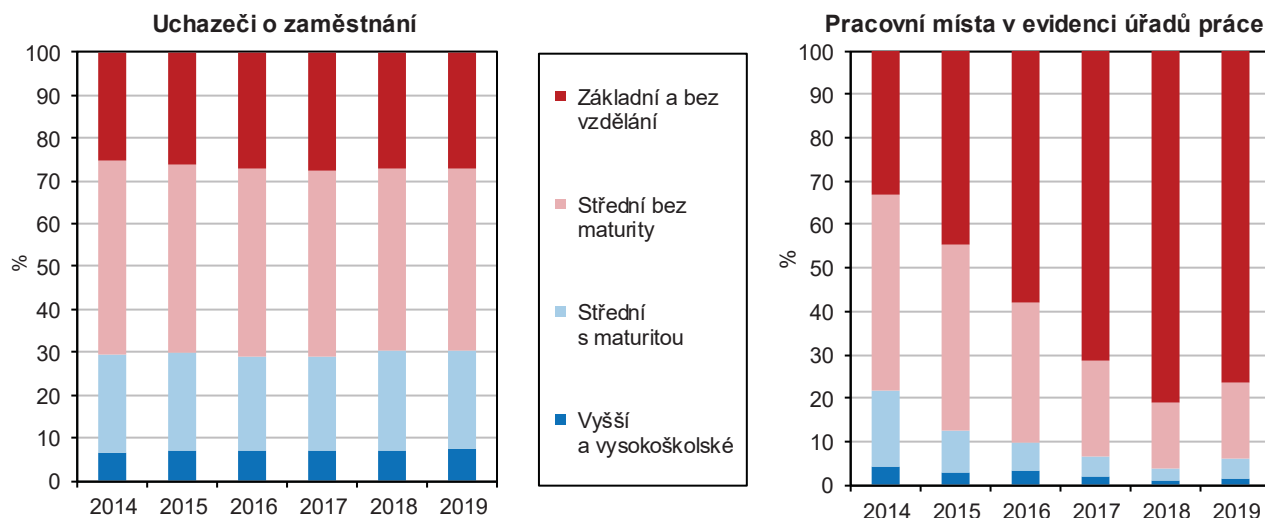 Uchazeči o zaměstnání
100
90
80
70
60
50
40
30
20
10
0
%
2014 2015 2016 2017 2018 2019
Základní a bez
vzdělání
Střední bez
maturity
Střední
s maturitou
Vyšší
a vysokoškolské
Pracovní místa v evidenci úřadů práce
100
90
80
70
60
50
40
30
20
10
0
%
2014 2015 2016 2017 2018 2019